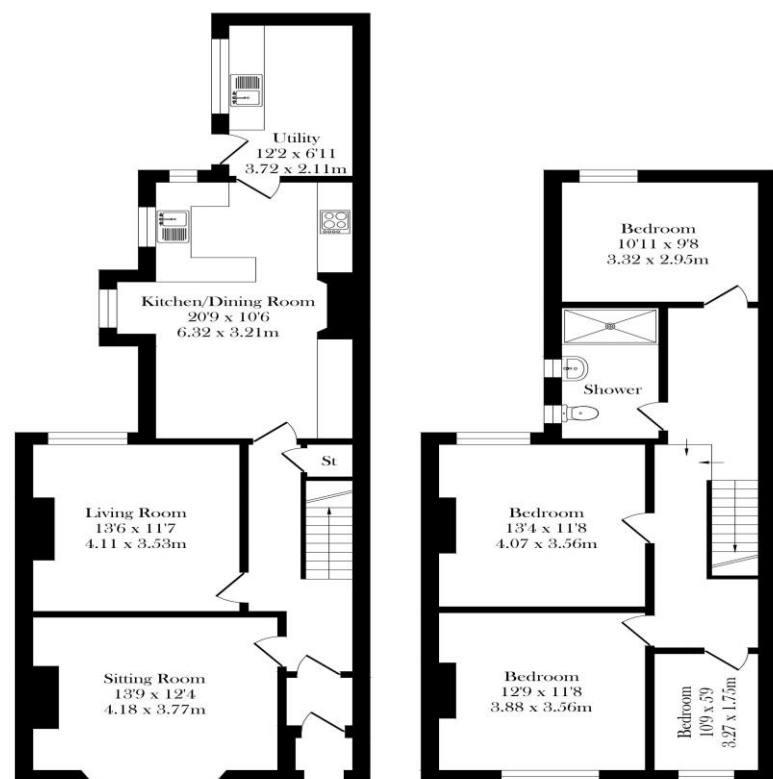 Utility
12'2 x 6'11
3.72 x 2.11m
Kitchen/Dining Room
20'9 x 10'6
6.32 x 3.21m
St
Living Room
13'6 x 11'7
4.11 x 3.53m
Sitting Room
13'9 x 12'4
4.18 x 3.77m
Bedroom
10'11 x 9'8
3.32 x 2.95m
Shower
Bedroom
13'4 x 11'8
4.07 x 3.56m
Bedroom
12'9 x 11'8
3.88 x 3.56m
Bedroom
10'9 x 5'9
3.27 x 1.75m